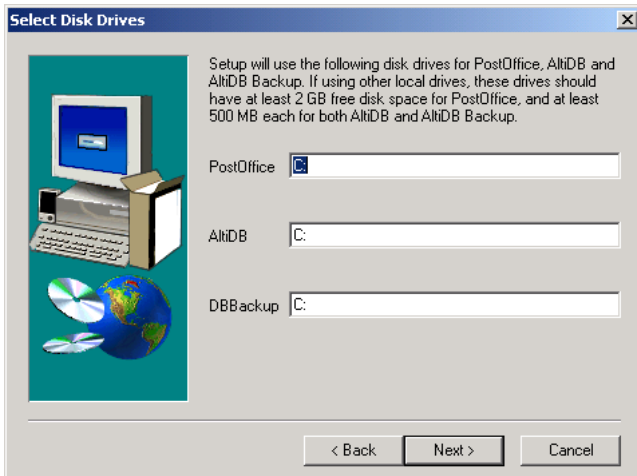 Select Disk Drives
Setup will use the following disk drives for PostOffice, AltiDB and
AltiDB Backup. If using other local drives, these drives should
have at least 2 GB free disk space for PostOffice, and at least
500 MB each for both AltiDB and AltiDB Backup.
PostOffice C:
AltiDB C:
DBBackup C:
< Back Next > Cancel